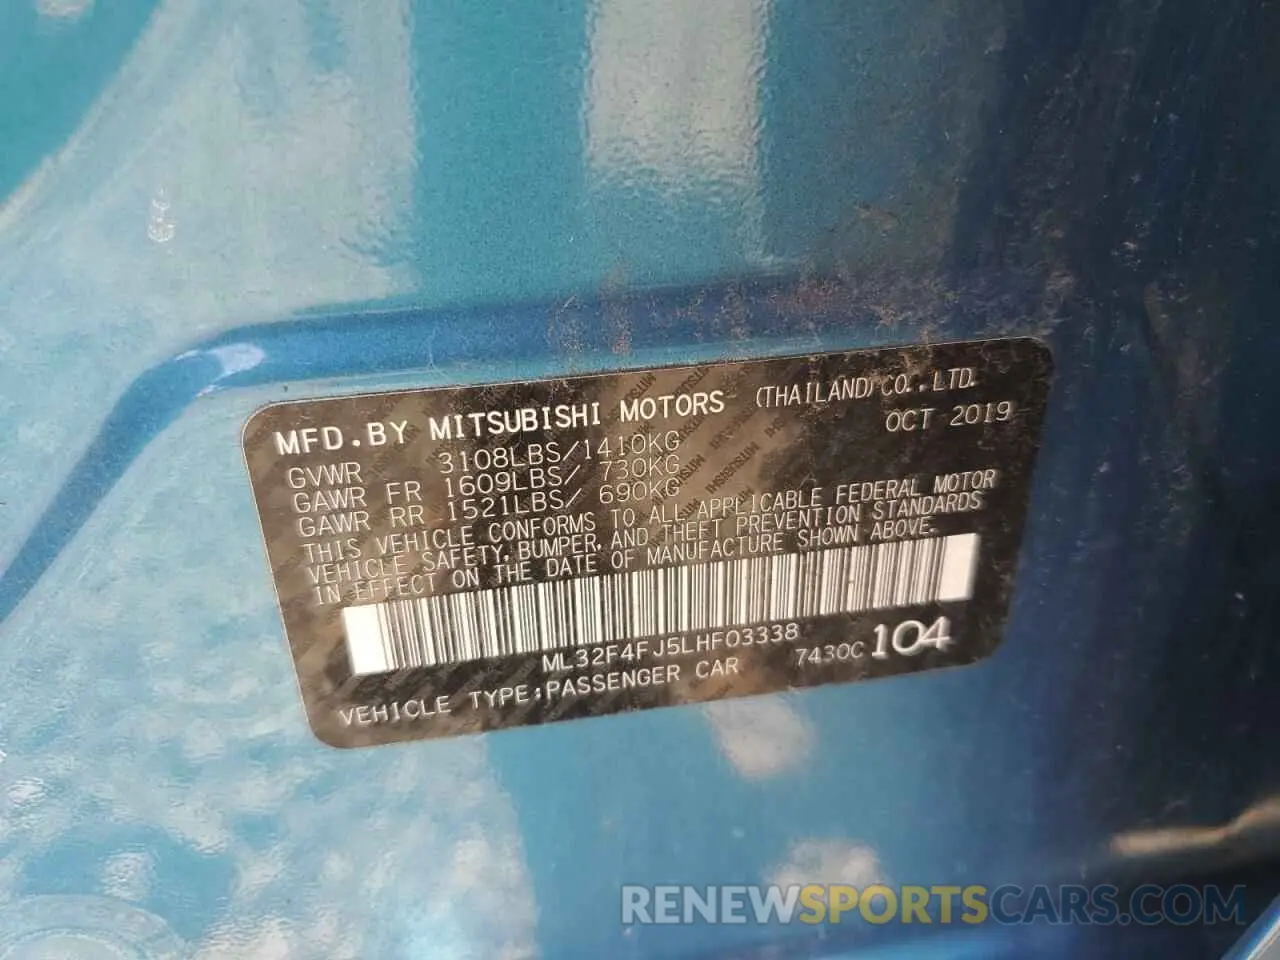 MFD.BY MITSUBISHI MOTORS (THAILAND) CO.,LTD.
OCT 2019
GVWR 3108LBS/1410KG
GAWR FR 1609LBS/ 730KG
GAWR RR 1521LBS/ 690KG
THIS VEHICLE CONFORMS TO ALL APPLICABLE FEDERAL MOTOR
VEHICLE SAFETY, BUMPER, AND THEFT PREVENTION STANDARDS
IN EFFECT ON THE DATE OF MANUFACTURE SHOWN ABOVE.
ML32F4FJ5LHF03338
7430C 104
VEHICLE TYPE:PASSENGER CAR
RENEWSPORTSCARS.COM